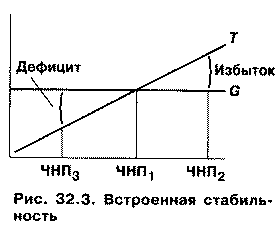 T
Дефицит
Избыток
G
ЧНП₃ ЧНП₁ ЧНП₂
Рис. 32.3. Встроенная стабиль-
ность